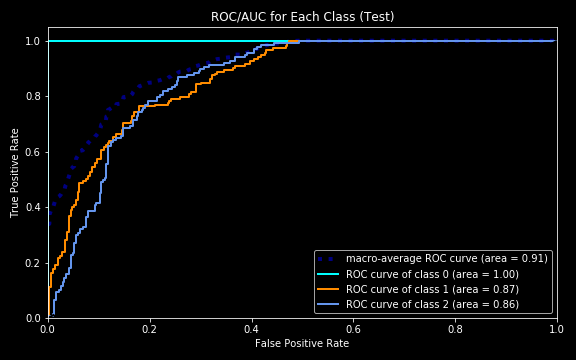 ROC/AUC for Each Class (Test)
True Positive Rate
1.0
0.8
0.6
0.4
0.2
0.0
macro-average ROC curve (area = 0.91)
ROC curve of class 0 (area = 1.00)
ROC curve of class 1 (area = 0.87)
ROC curve of class 2 (area = 0.86)
0.0 0.2 0.4 0.6 0.8 1.0
False Positive Rate